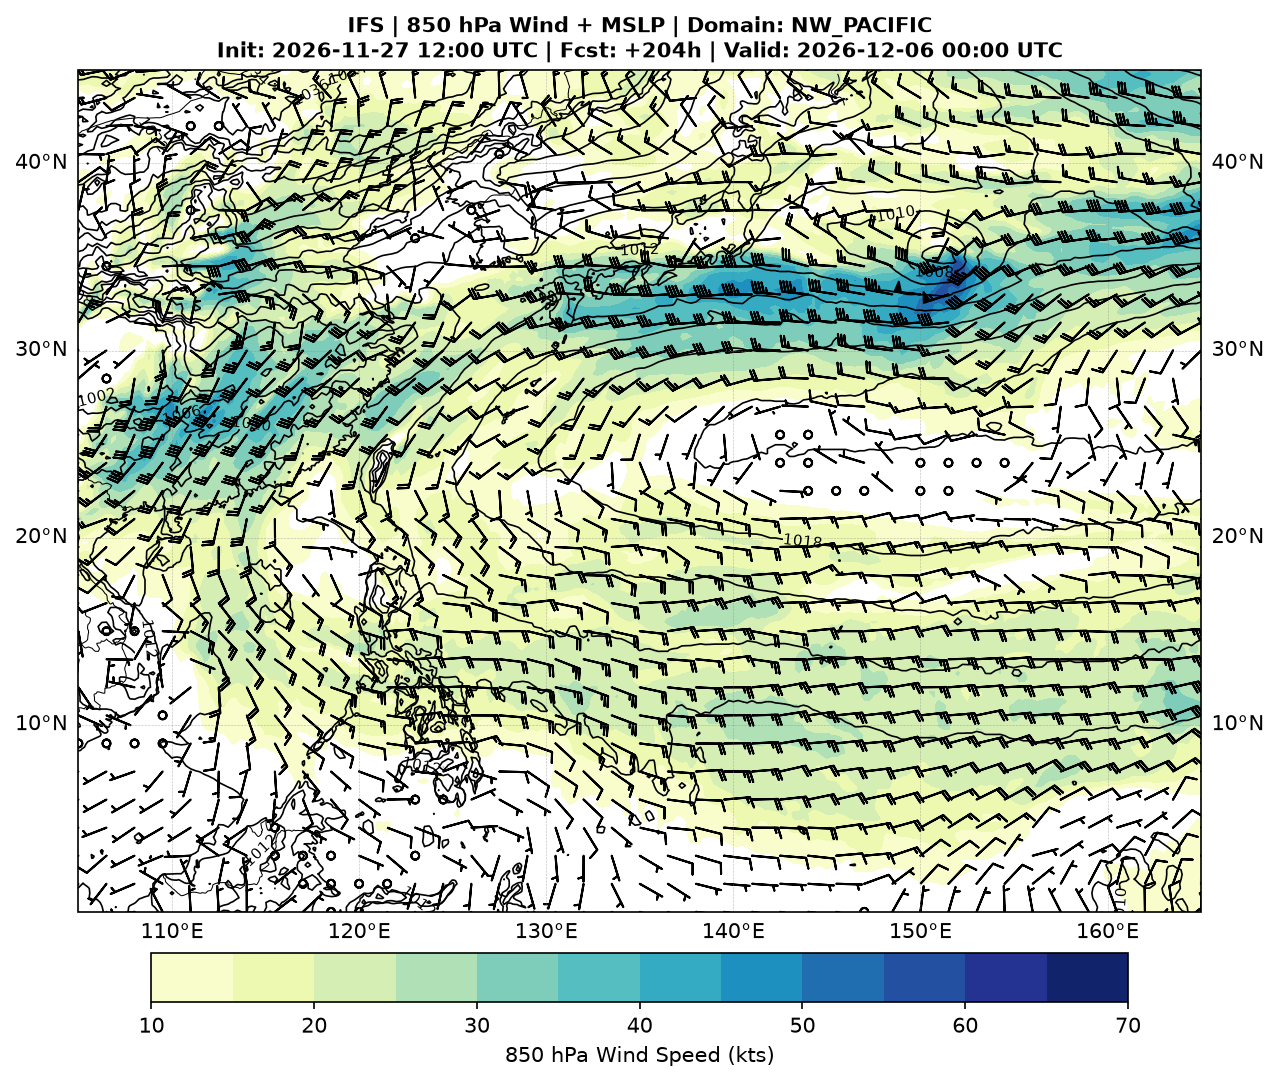 IFS | 850 hPa Wind + MSLP | Domain: NW_PACIFIC
Init: 2026-11-27 12:00 UTC | Fcst: +204h | Valid: 2026-12-06 00:00 UTC
40°N 40°N
1010
1012
1008
30°N 30°N
1002
1006
20°N 20°N
1018
10°N 10°N
1012
110°E 120°E 130°E 140°E 150°E 160°E
10 20 30 40 50 60 70
850 hPa Wind Speed (kts)